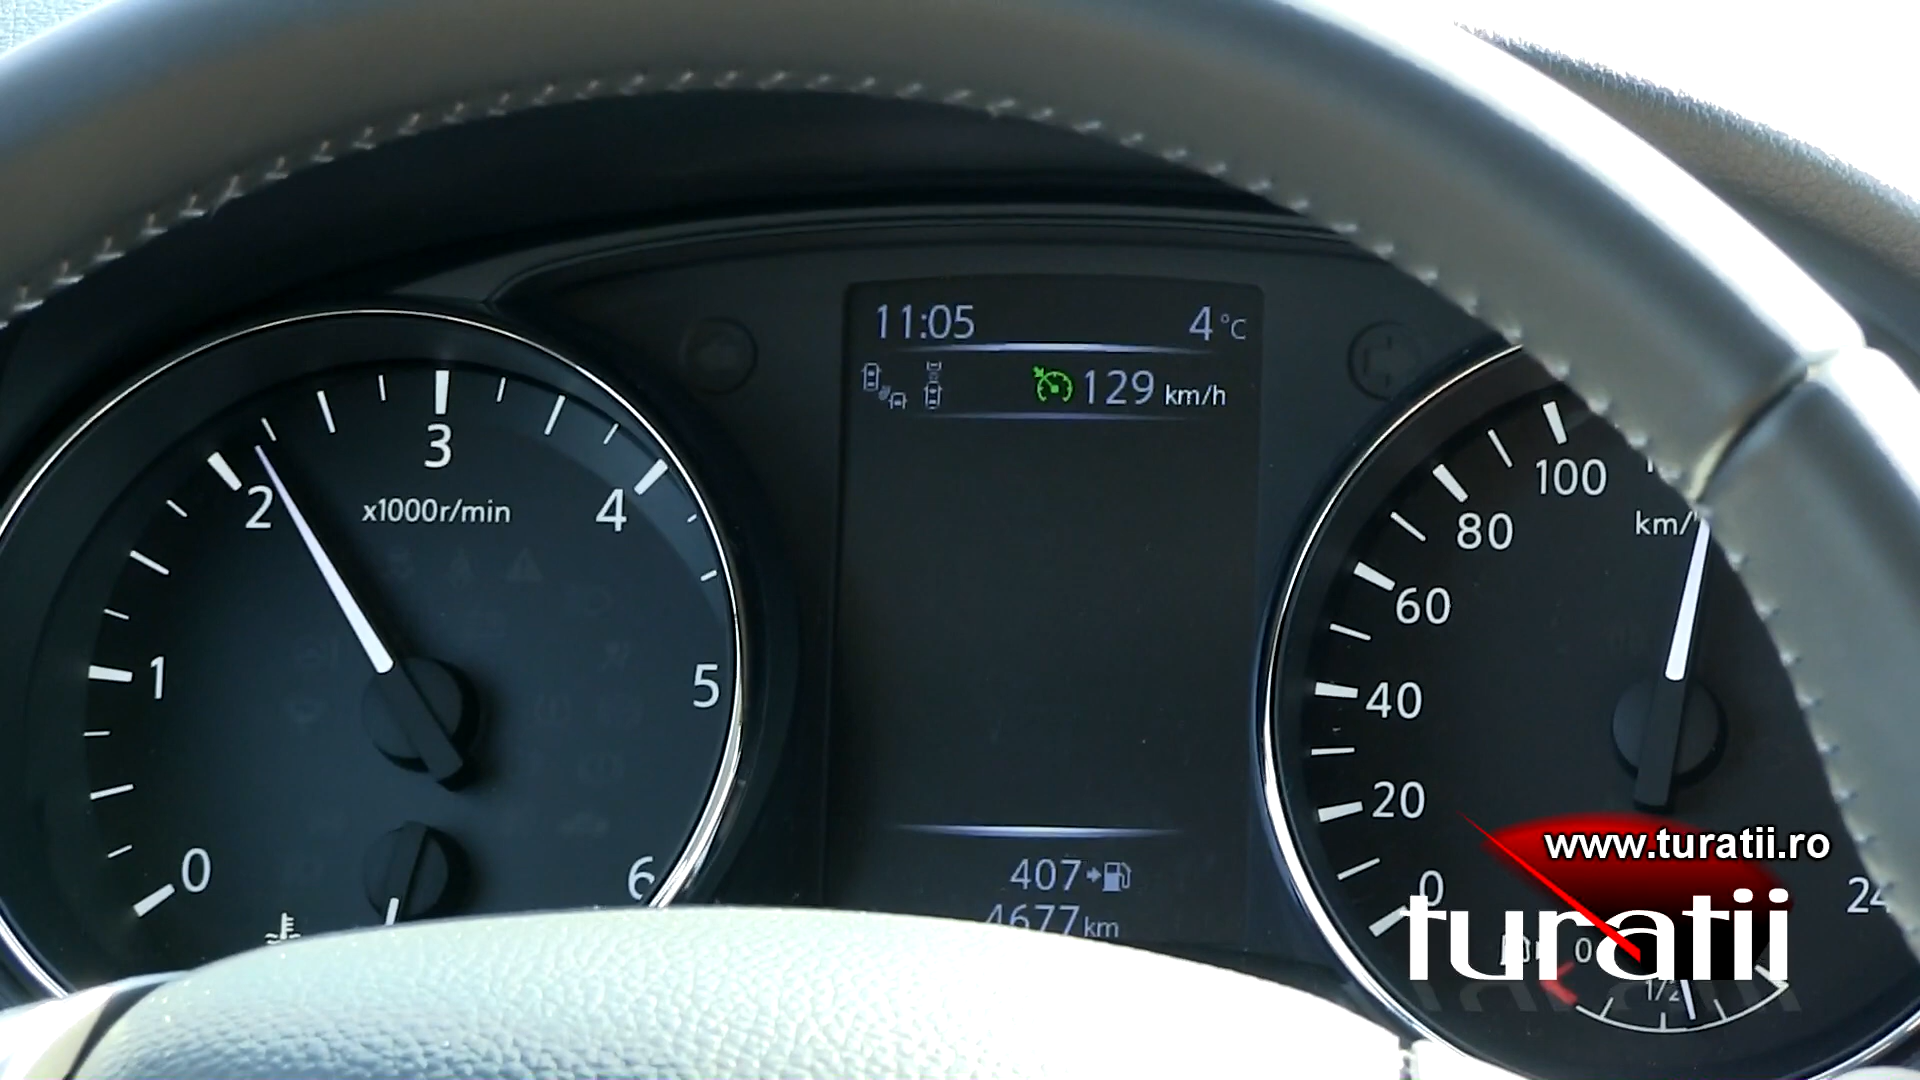 11:05 4°C
129 km/h
0 1 2 3 4 5 6
x1000r/min
0 20 40 60 80 100
km/
407
4677 km
0 1/2
www.turatii.ro
turatii